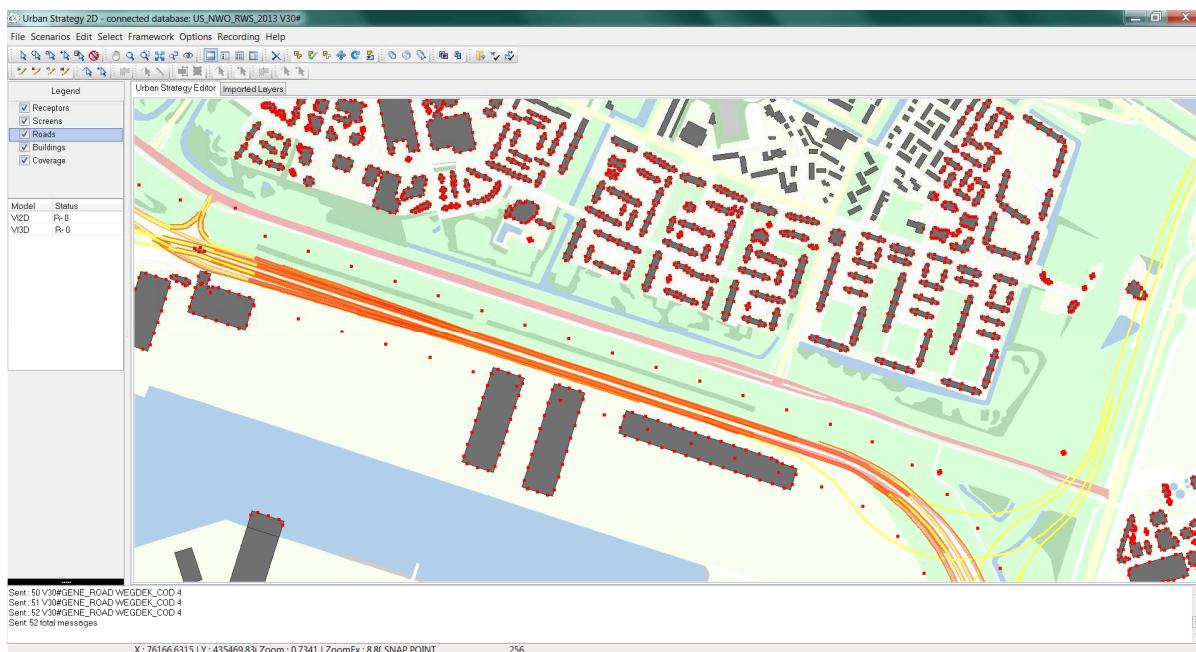 Urban Strategy 2D - connected database: US_NWO_RWS_2013 V30#
File Scenarios Edit Select Framework Options Recording Help
Legend
Urban Strategy Editor Imported Layers
Receptors
Screens
Roads
Buildings
Coverage
Model Status
VI2D R- 0
VI3D R- 0
Sent : 50 V30#GENE_ROAD WEGDEK_COD 4
Sent : 51 V30#GENE_ROAD WEGDEK_COD 4
Sent : 52 V30#GENE_ROAD WEGDEK_COD 4
Sent: 52 total messages
X : 76166.6315 | Y : 435469.83( Zoom : 0.7341 | ZoomFx : 8.8( SNAP POINT 256